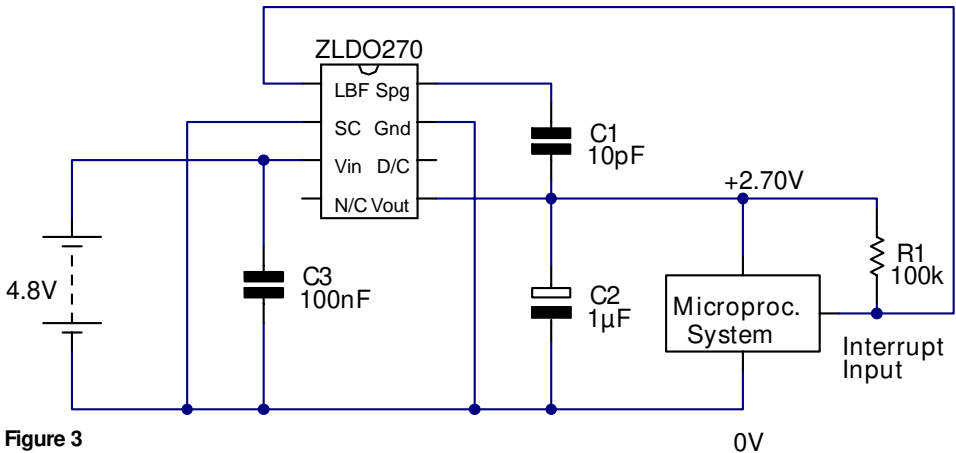 ZLDO270
LBF Spg
SC Gnd
Vin D/C
N/C Vout
C1
10pF
+2.70V
R1
100k
4.8V
C3
100nF
C2
1µF
Microproc.
System
Interrupt
Input
Figure 3
0V